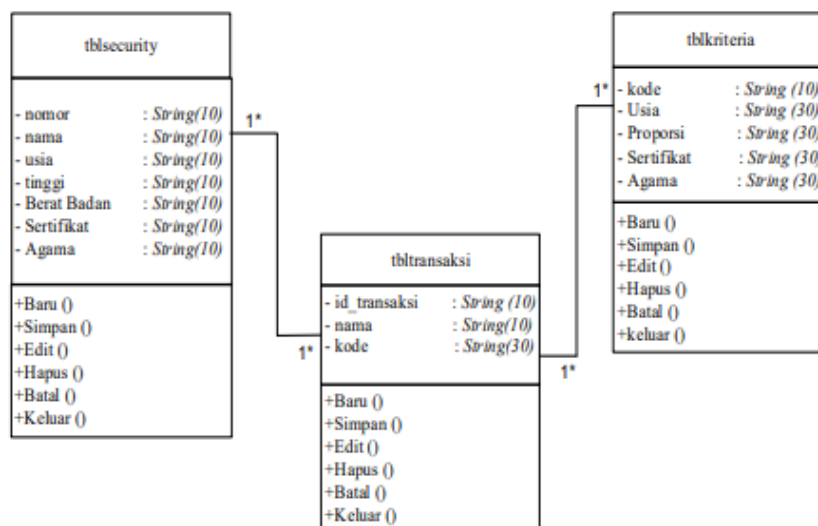 tblsecurity
- nomor : String(10)
- nama : String(10)
- usia : String(10)
- tinggi : String(10)
- Berat Badan : String(10)
- Sertifikat : String(10)
- Agama : String(10)
+Baru ()
+Simpan ()
+Edit ()
+Hapus ()
+Batal ()
+Keluar ()
1*
1*
tbltransaksi
- id_transaksi : String (10)
- nama : String(10)
- kode : String(30)
+Baru ()
+Simpan ()
+Edit ()
+Hapus ()
+Batal ()
+Keluar ()
1*
1*
tblkriteria
- kode : String (10)
- Usia : String (30)
- Proporsi : String (30)
- Sertifikat : String (30)
- Agama : String (30)
+Baru ()
+Simpan ()
+Edit ()
+Hapus ()
+Batal ()
+keluar ()